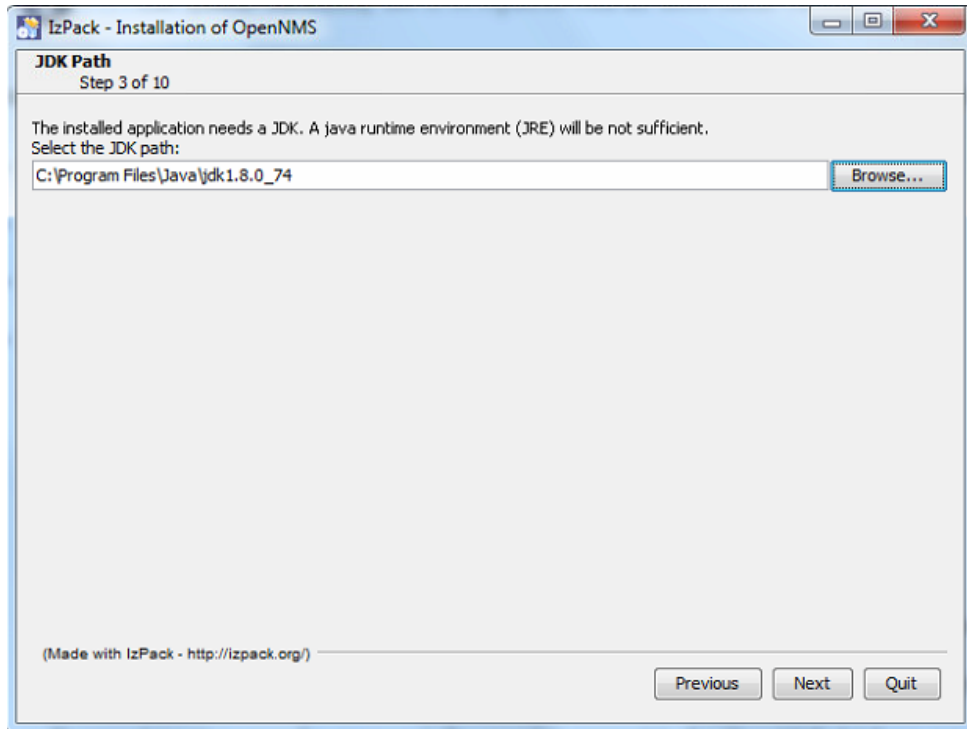 IzPack - Installation of OpenNMS
JDK Path
Step 3 of 10
The installed application needs a JDK. A java runtime environment (JRE) will be not sufficient.
Select the JDK path:
C:\Program Files\Java\jdk1.8.0_74 Browse...
(Made with IzPack - http://izpack.org/)
Previous Next Quit